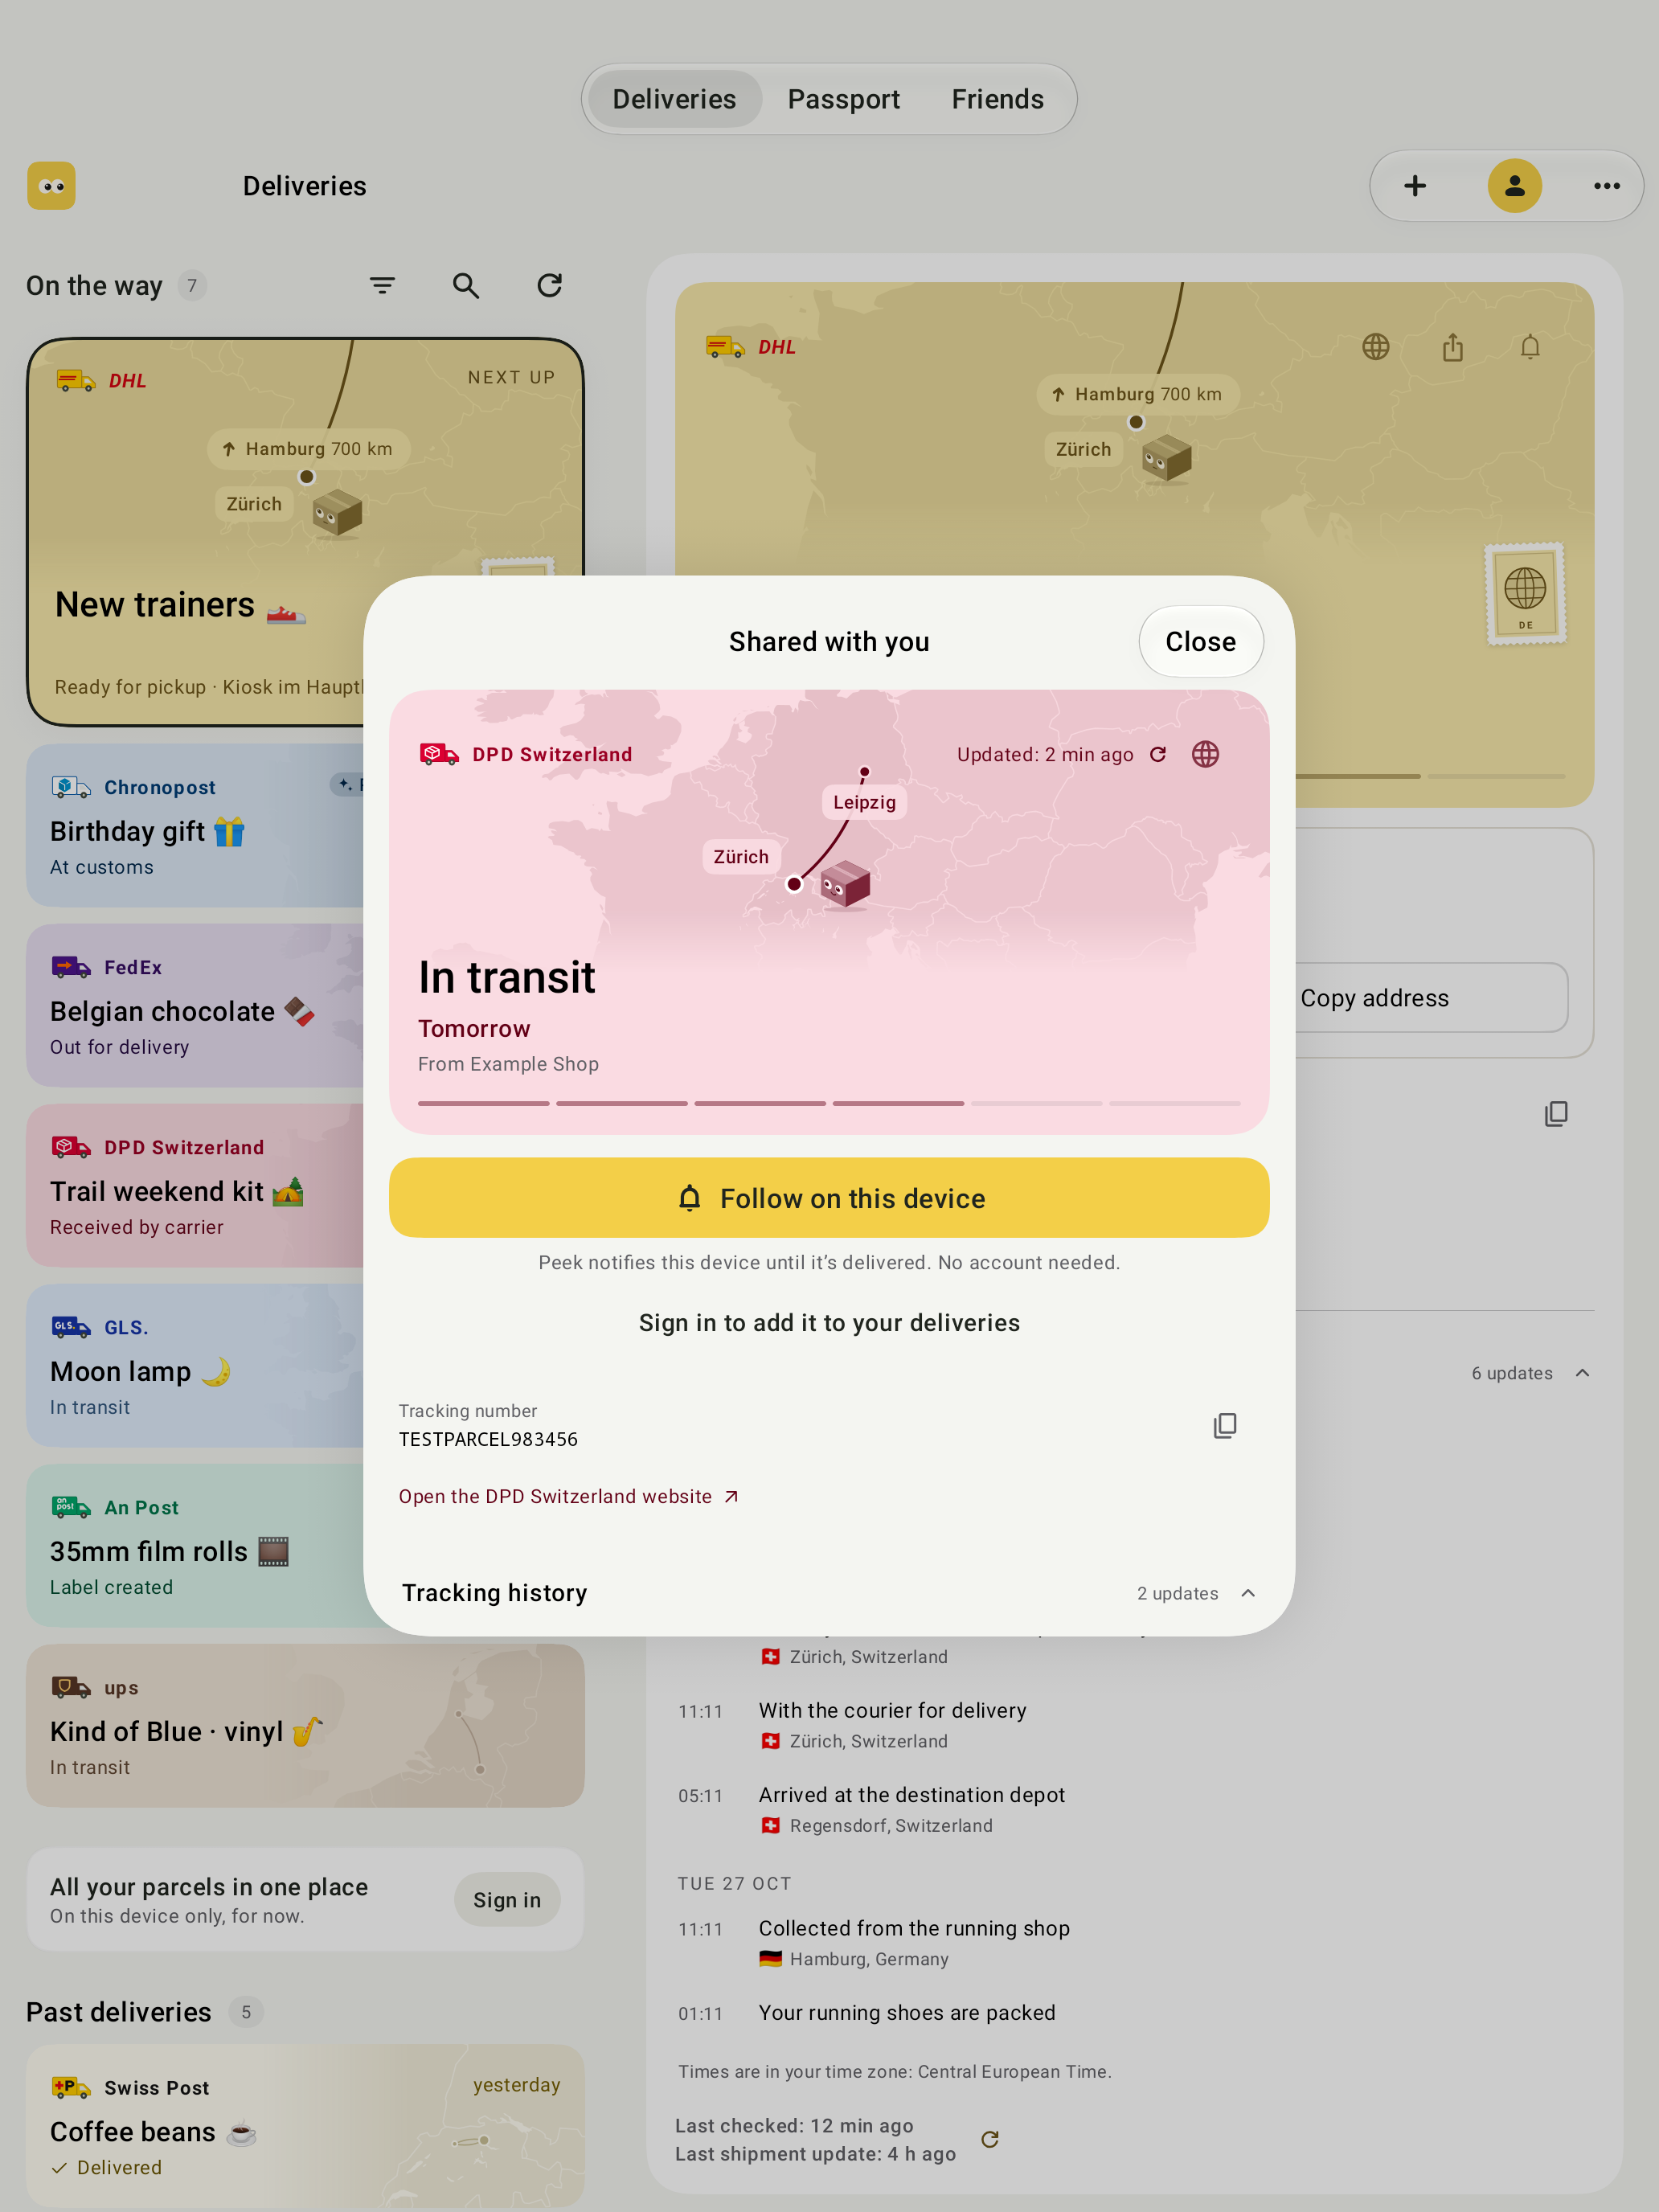 Deliveries
Passport
Friends
Deliveries
On the way 7
DHL
NEXT UP
Hamburg 700 km
Zürich
New trainers
Ready for pickup · Kiosk im
Chronopost
Birthday gift
At customs
FedEx
Belgian chocolate
Out for delivery
DPD Switzerland
Trail weekend kit
Received by carrier
GLS.
GLS.
Moon lamp
In transit
an post
An Post
35mm film rolls
Label created
ups
Kind of Blue · vinyl
In transit
All your parcels in one place
On this device only, for now.
Sign in
Past deliveries 5
P
Swiss Post
yesterday
Coffee beans
Delivered
DHL
Hamburg 700 km
Zürich
DE
Shared with you
Close
DPD Switzerland
Updated: 2 min ago
Leipzig
Zürich
In transit
Tomorrow
From Example Shop
Follow on this device
Peek notifies this device until it’s delivered. No account needed.
Sign in to add it to your deliveries
Tracking number
TESTPARCEL983456
Open the DPD Switzerland website
Tracking history
2 updates
Copy address
6 updates
Zürich, Switzerland
11:11 With the courier for delivery
Zürich, Switzerland
05:11 Arrived at the destination depot
Regensdorf, Switzerland
TUE 27 OCT
11:11 Collected from the running shop
Hamburg, Germany
01:11 Your running shoes are packed
Times are in your time zone: Central European Time.
Last checked: 12 min ago
Last shipment update: 4 h ago